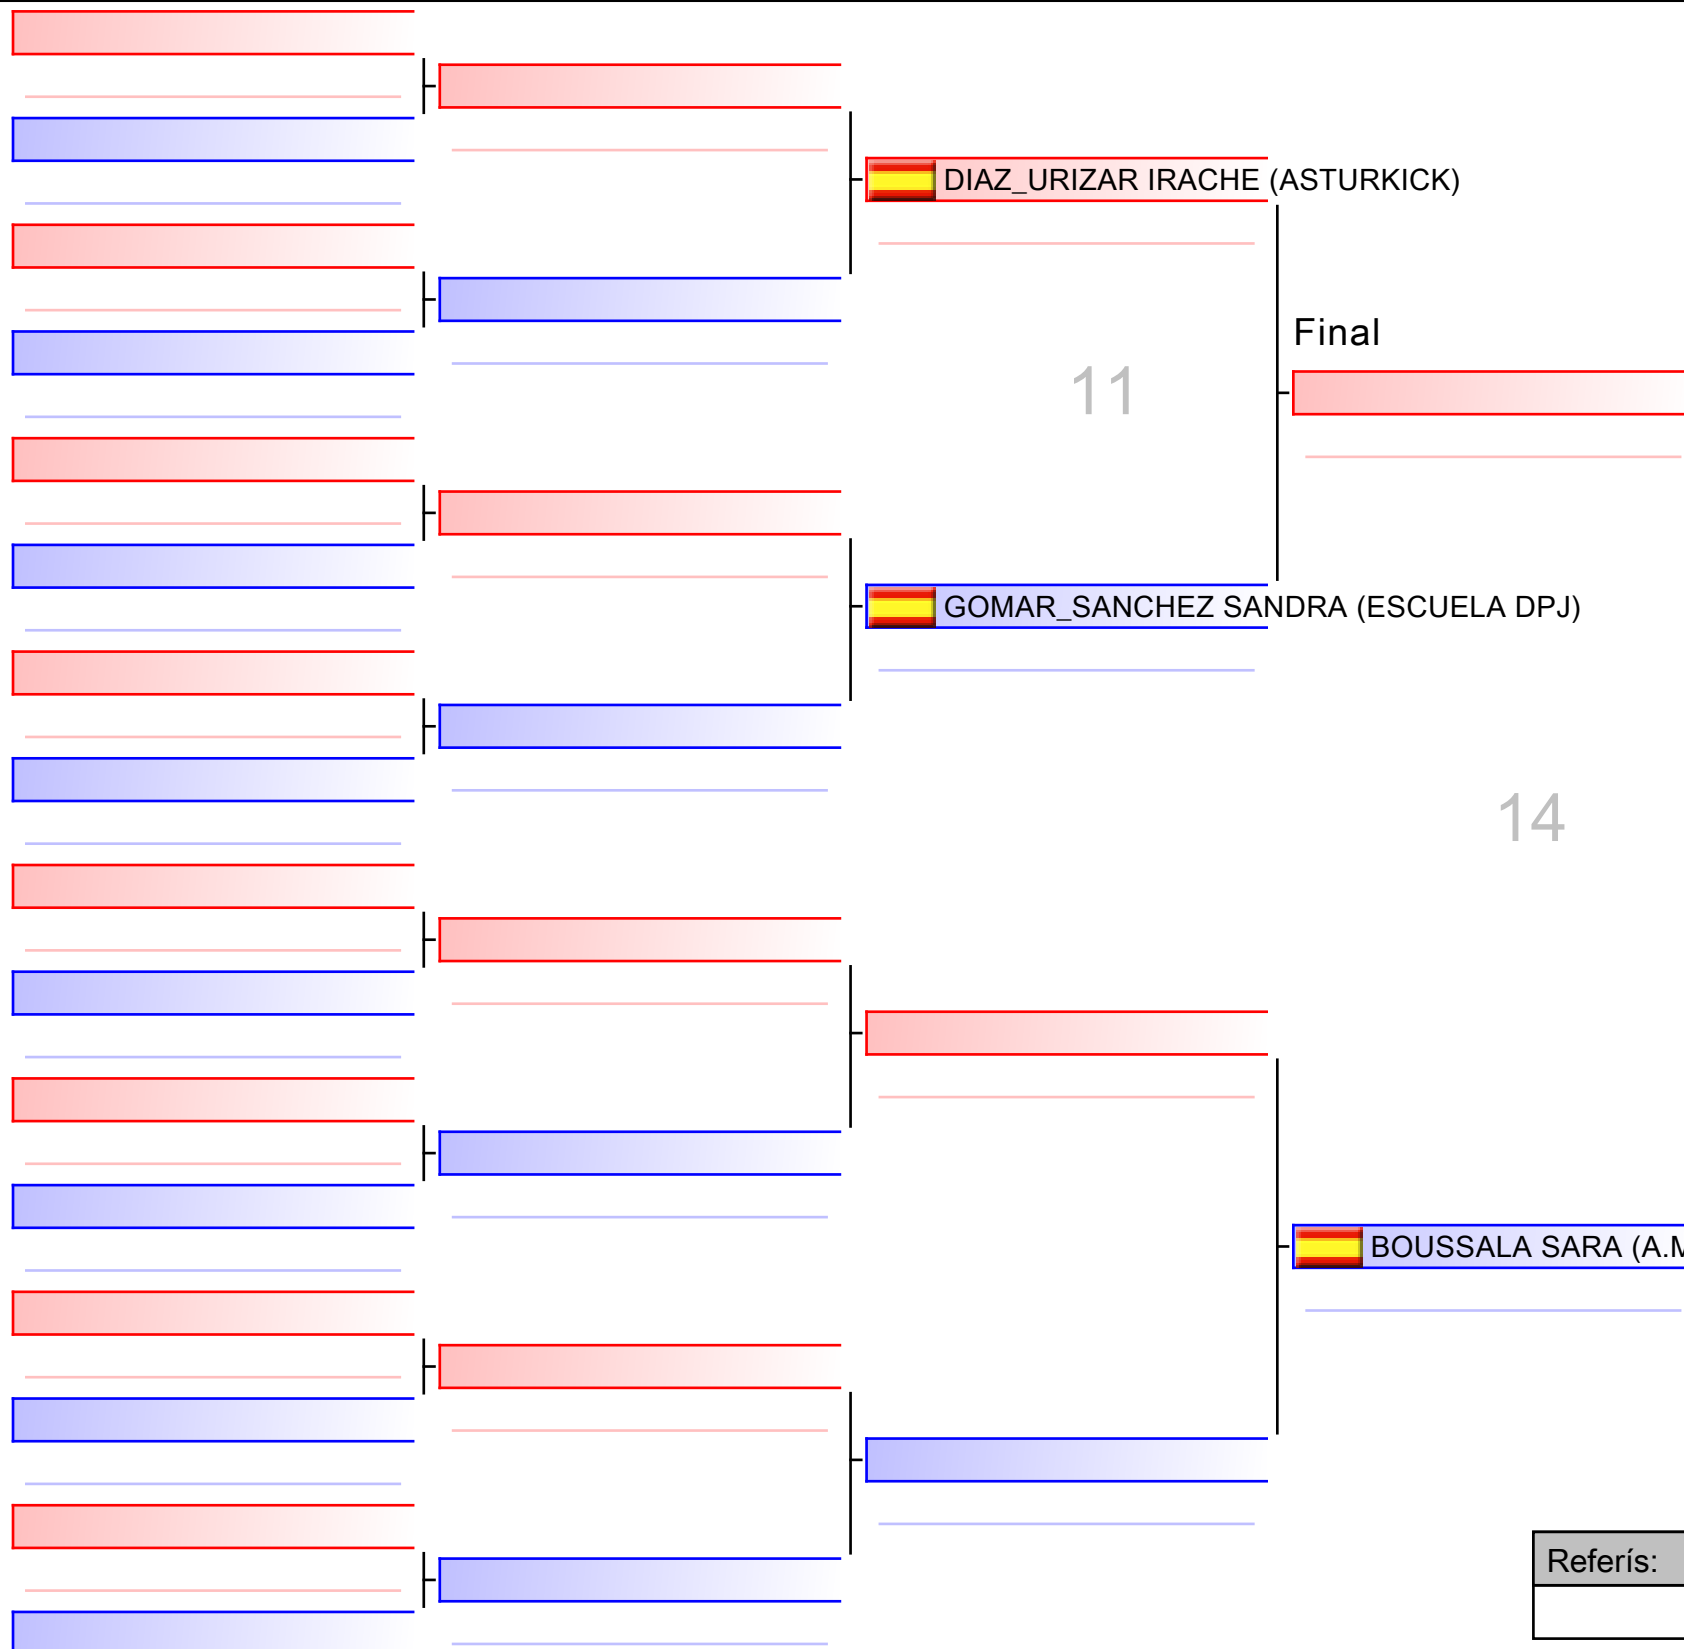 DIAZ_URIZAR IRACHE (ASTURKICK)
Final
11
GOMAR_SANCHEZ SANDRA (ESCUELA DPJ)
14
BOUSSALA SARA (A.M
Referís: